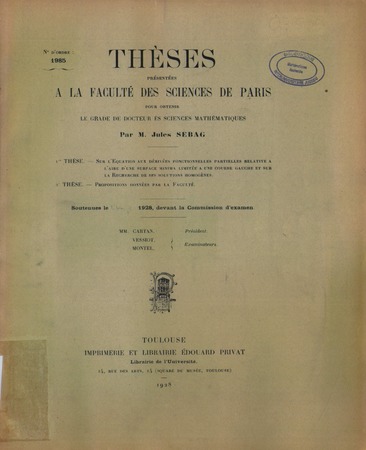 N° D'ORDRE
1985
THÈSES
PRÉSENTÉES
A LA FACULTÉ DES SCIENCES DE PARIS
POUR OBTENIR
LE GRADE DE DOCTEUR ÈS SCIENCES MATHÉMATIQUES
Par M. Jules SEBAG
1re THÈSE. — SUR L'ÉQUATION AUX DÉRIVÉES FONCTIONNELLES PARTIELLES RELATIVE A
L'AIRE D'UNE SURFACE MINIMA LIMITÉE A UNE COURBE GAUCHE ET SUR
LA RECHERCHE DE SES SOLUTIONS HOMOGÈNES.
2e THÈSE. — PROPOSITIONS DONNÉES PAR LA FACULTÉ.
Soutenues le 1928, devant la Commission d'examen
MM. CARTAN, Président.
VESSIOT,
MONTEL, Examinateurs.
TOULOUSE
IMPRIMERIE ET LIBRAIRIE ÉDOUARD PRIVAT
Librairie de l'Université.
14, RUE DES ARTS, 14 (SQUARE DU MUSÉE, TOULOUSE)
1928